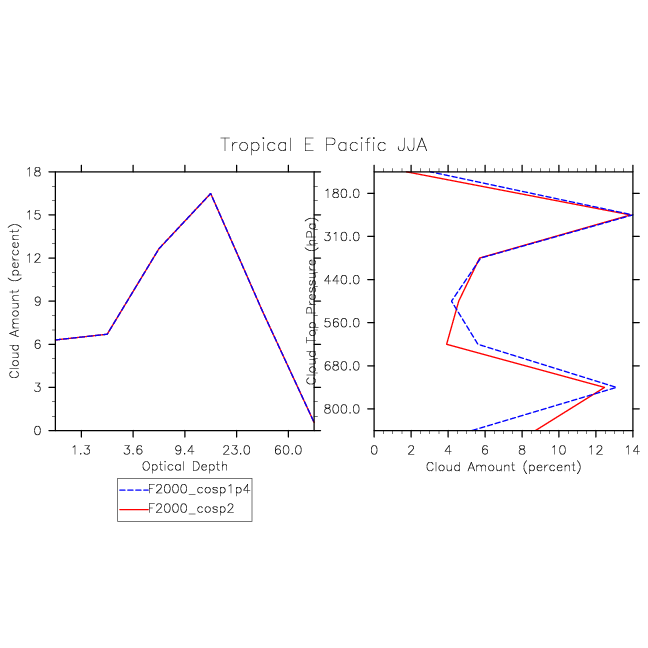 Tropical E Pacific JJA
Cloud Amount (percent)
18
15
12
9
6
3
0
1.3 3.6 9.4 23.0 60.0
Optical Depth
Cloud Top Pressure (hPa)
180.0
310.0
440.0
560.0
680.0
800.0
0 2 4 6 8 10 12 14
Cloud Amount (percent)
F2000_cosp1p4
F2000_cosp2